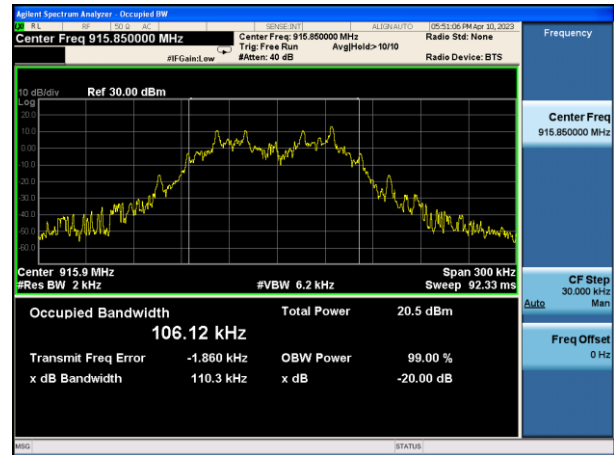 Agilent Spectrum Analyzer - Occupied BW
RL RF 50 Ω AC SENSE:INT ALIGN AUTO 05:51:06 PM Apr 10, 2023
Center Freq 915.850000 MHz
Center Freq: 915.850000 MHz
Radio Std: None
Trig: Free Run Avg|Hold:> 10/10
#IFGain:Low #Atten: 40 dB Radio Device: BTS
10 dB/div Ref 30.00 dBm
Log
20.0
10.0
0.00
-10.0
-20.0
-30.0
-40.0
-50.0
-60.0
Center 915.9 MHz Span 300 kHz
#Res BW 2 kHz #VBW 6.2 kHz Sweep 92.33 ms
Occupied Bandwidth Total Power 20.5 dBm
106.12 kHz
Transmit Freq Error -1.860 kHz OBW Power 99.00 %
x dB Bandwidth 110.3 kHz x dB -20.00 dB
MSG STATUS
Frequency
Center Freq
915.850000 MHz
CF Step
30.000 kHz
Auto Man
Freq Offset
0 Hz